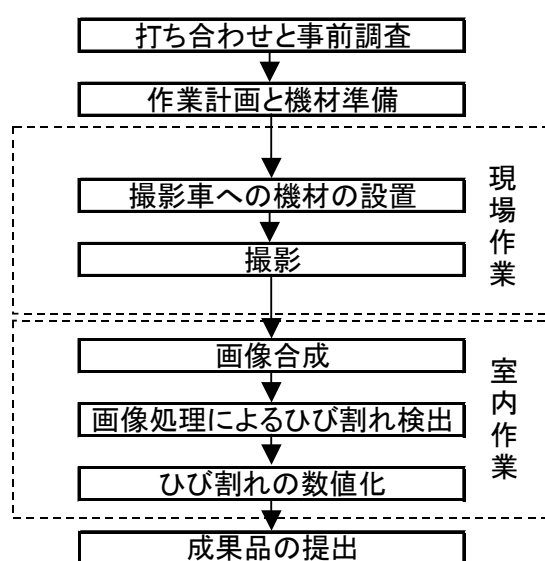 打ち合わせと事前調査
作業計画と機材準備
撮影車への機材の設置
撮影
現場作業
画像合成
画像処理によるひび割れ検出
ひび割れの数値化
室内作業
成果品の提出